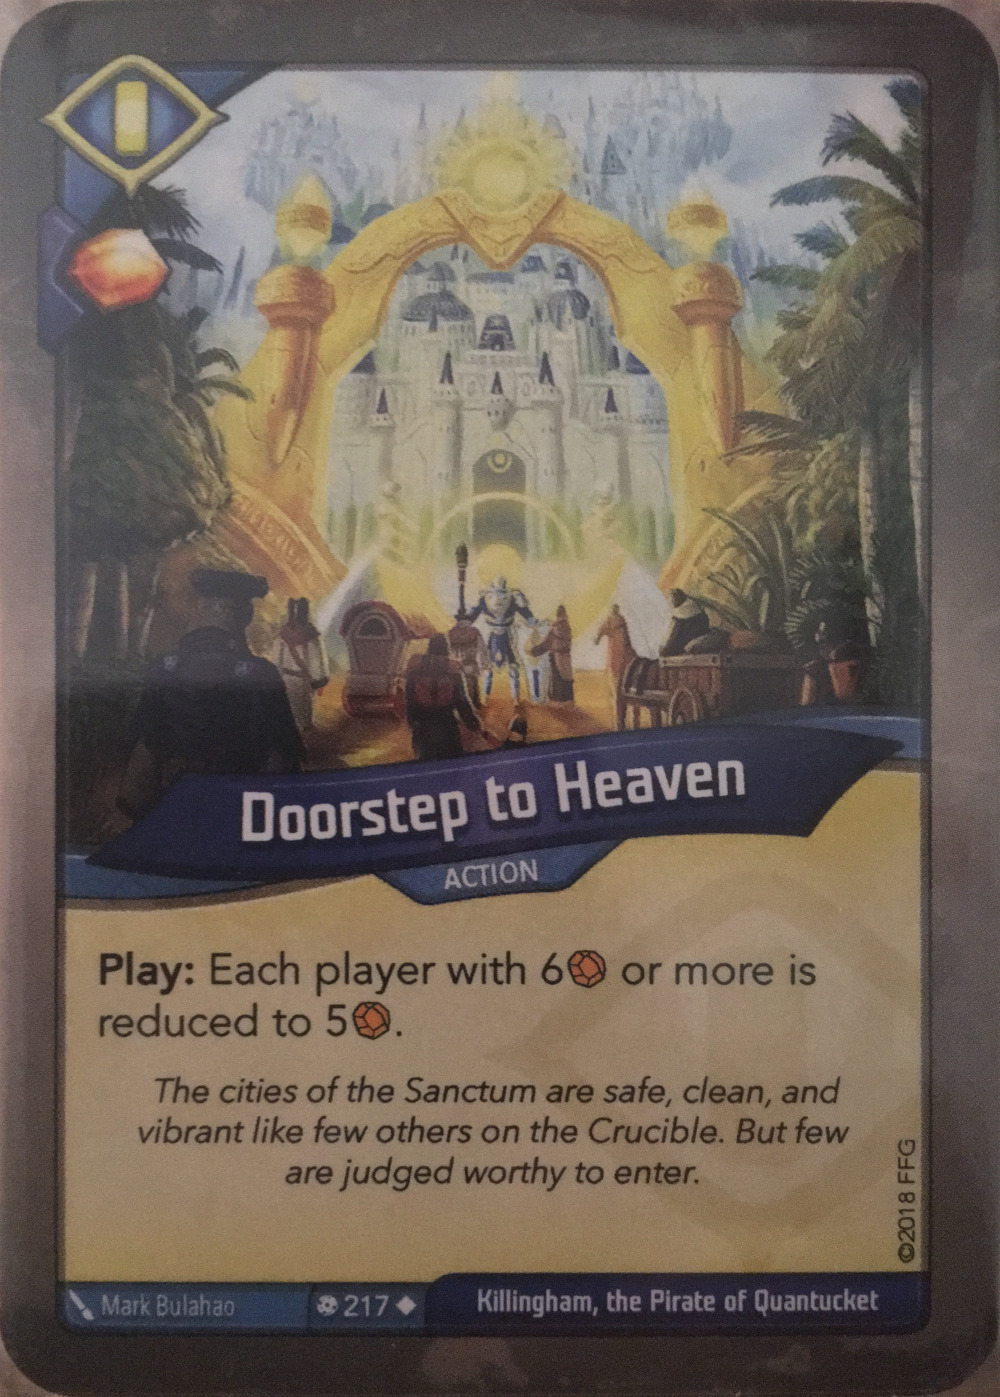 Doorstep to Heaven
ACTION
Play: Each player with 6 or more is
reduced to 5.
The cities of the Sanctum are safe, clean, and
vibrant like few others on the Crucible. But few
are judged worthy to enter.
©2018 FFG
Mark Bulahao
217
Killingham, the Pirate of Quantucket